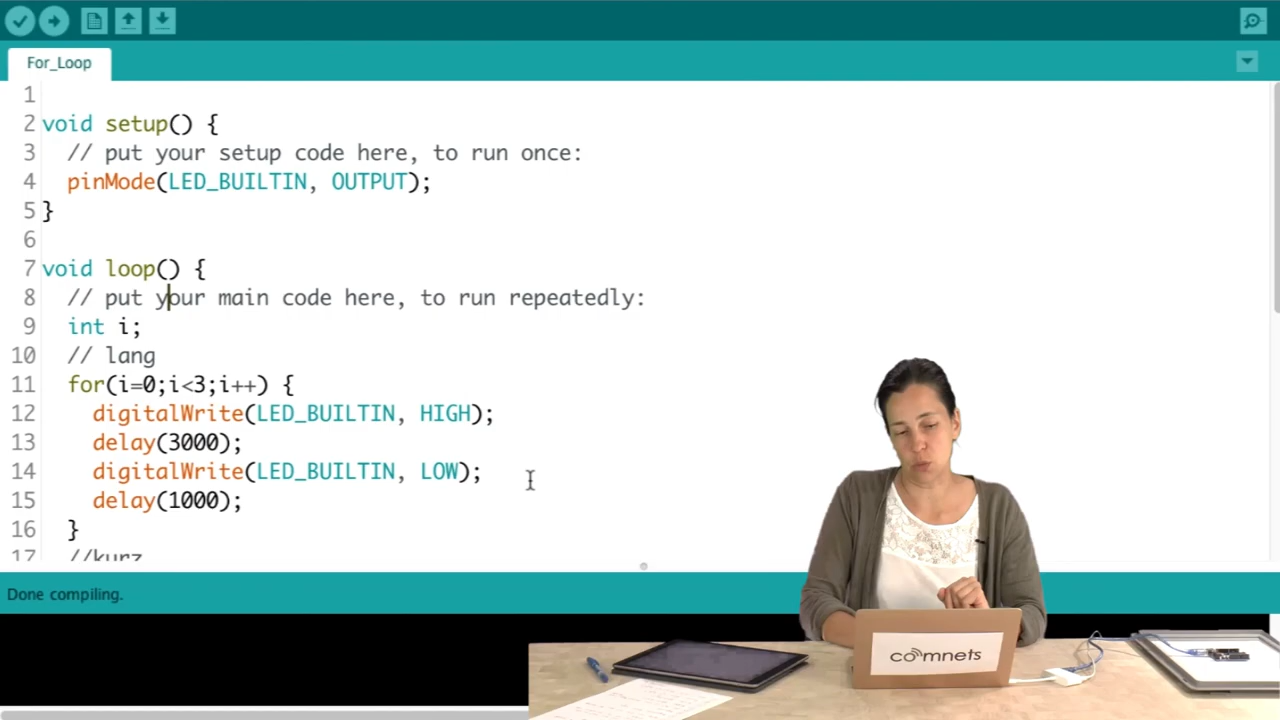 For_Loop
1
2 void setup() {
3 // put your setup code here, to run once:
4 pinMode(LED_BUILTIN, OUTPUT);
5 }
6
7 void loop() {
8 // put your main code here, to run repeatedly:
9 int i;
10 // lang
11 for(i=0;i<3;i++) {
12 digitalWrite(LED_BUILTIN, HIGH);
13 delay(3000);
14 digitalWrite(LED_BUILTIN, LOW);
15 delay(1000);
16 }
17 //kurz
Done compiling.
comnets